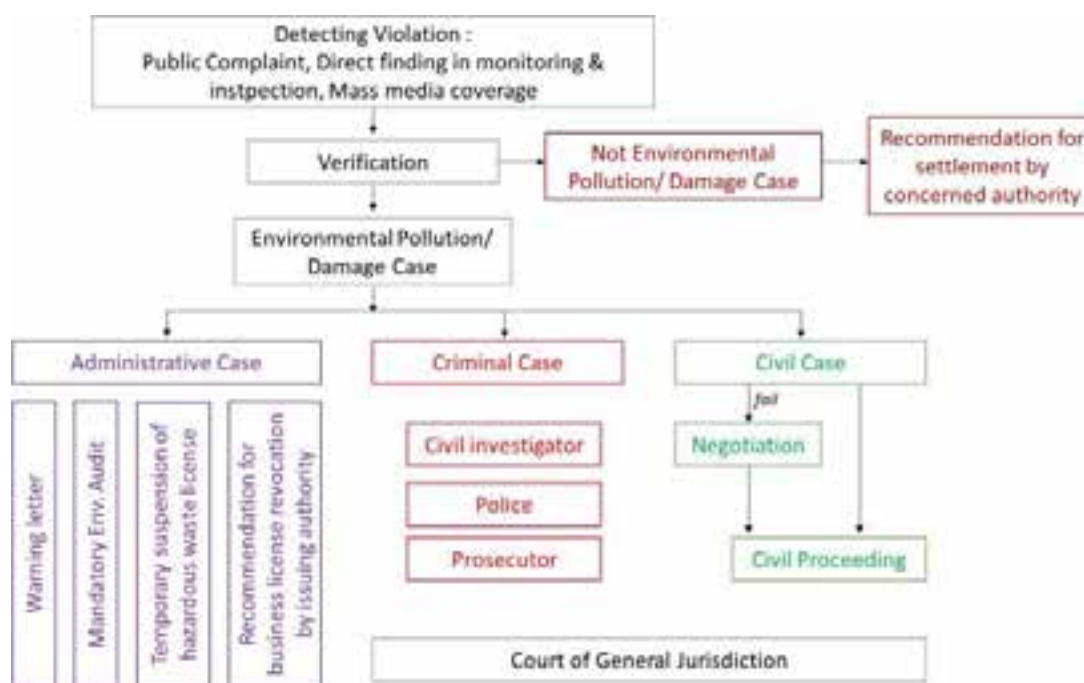 Detecting Violation :
Public Complaint, Direct finding in monitoring &
instpection, Mass media coverage
Verification
Not Environmental
Pollution/ Damage Case
Recommendation for
settlement by
concerned authority
Environmental Pollution/
Damage Case
Administrative Case
Criminal Case
Civil Case
Warning letter
Mandatory Env. Audit
Temporary suspension of
hazardous waste license
Recommendation for
business license revocation
by issuing authority
Civil investigator
Police
Prosecutor
fail
Negotiation
Civil Proceeding
Court of General Jurisdiction